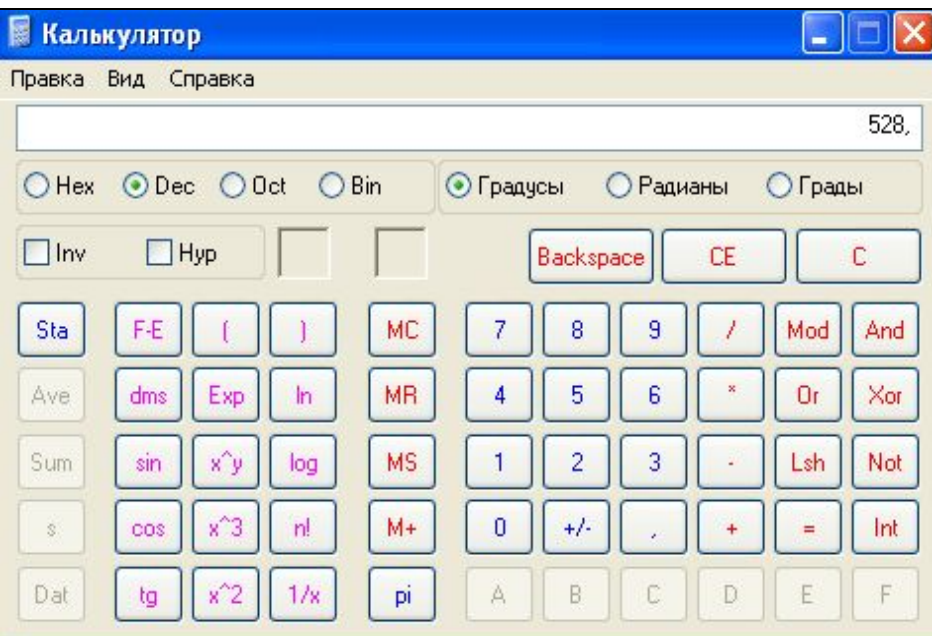 Калькулятор
Правка Вид Справка
528,
Hex Dec Oct Bin Градусы Радианы Грады
Inv Hyp Backspace CE C
Sta F-E ( ) MC 7 8 9 / Mod And
Ave dms Exp ln MR 4 5 6 * Or Xor
Sum sin x^y log MS 1 2 3 - Lsh Not
s cos x^3 n! M+ 0 +/- , + = Int
Dat tg x^2 1/x pi A B C D E F